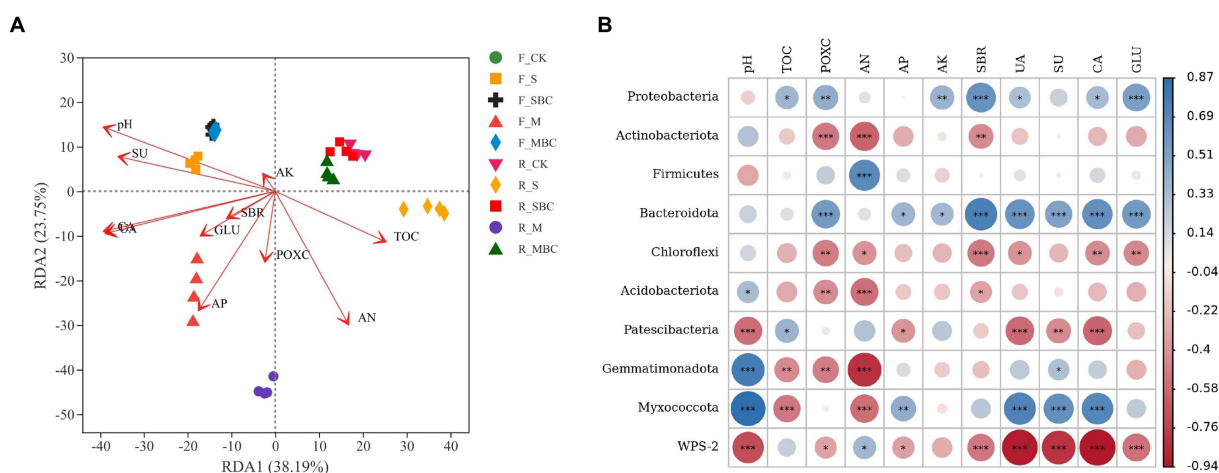 A
B
30
20
10
0
-10
-20
-30
-40
-50
-40 -30 -20 -10 0 10 20 30 40
RDA1 (38.19%)
RDA2 (23.75%)
pH
SU
AK
CA
SBR
GLU
POXC
TOC
AP
AN
F_CK
F_S
F_SBC
F_M
F_MBC
R_CK
R_S
R_SBC
R_M
R_MBC
pH TOC POXC AN AP AK SBR UA SU CA GLU
Proteobacteria * ** ** *** * * ***
Actinobacteriota *** *** **
Firmicutes ***
Bacteroidota *** * * *** *** *** *** ***
Chloroflexi ** * *** * ** **
Acidobacteriota * ** *** *
Patescibacteria *** * * *** ** ***
Gemmatimonadota *** ** ** *** *
Myxococcota *** *** *** ** *** *** ***
WPS-2 *** * * * *** *** *** *** ***
0.87
0.69
0.51
0.33
0.14
-0.04
-0.22
-0.4
-0.58
-0.76
-0.94